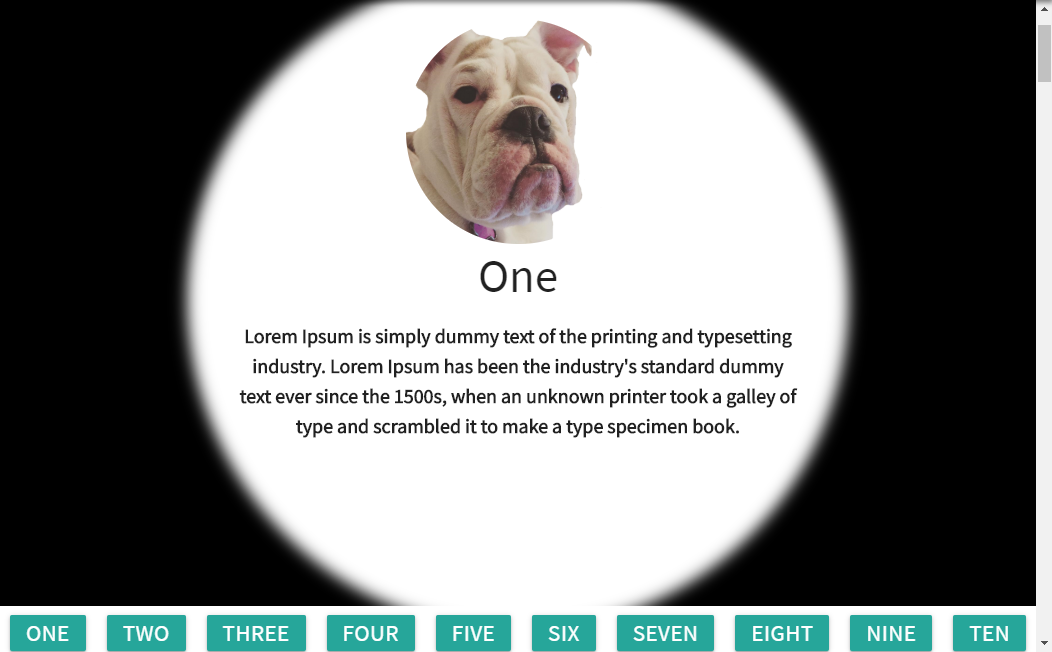 One
Lorem Ipsum is simply dummy text of the printing and typesetting
industry. Lorem Ipsum has been the industry's standard dummy
text ever since the 1500s, when an unknown printer took a galley of
type and scrambled it to make a type specimen book.
ONE TWO THREE FOUR FIVE SIX SEVEN EIGHT NINE TEN